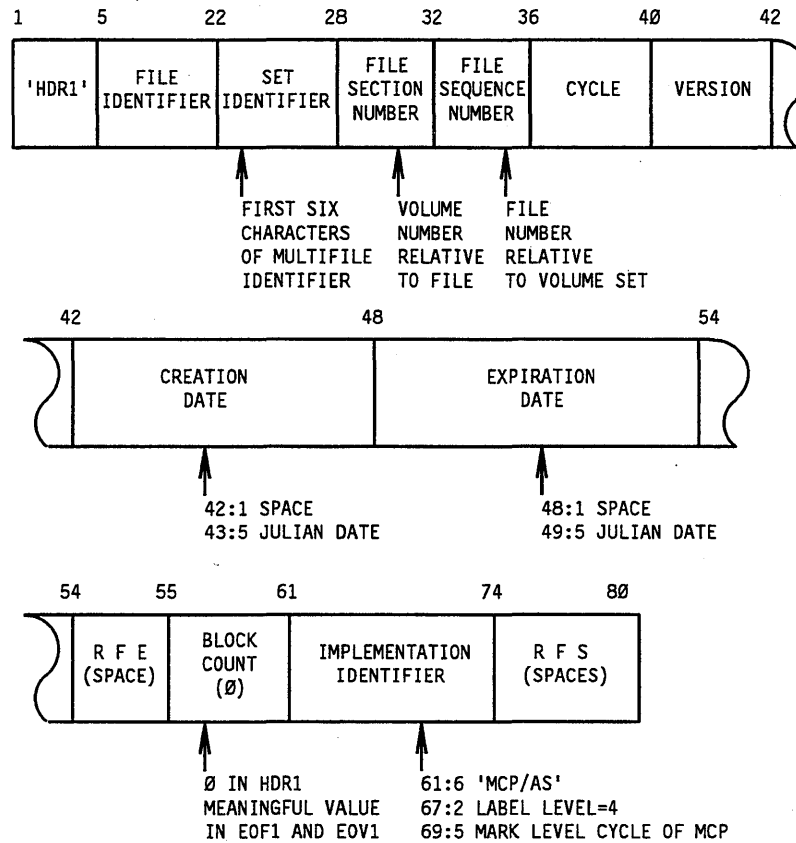 1 5 22 28 32 36 40 42
'HDR1' FILE IDENTIFIER SET IDENTIFIER FILE SECTION NUMBER FILE SEQUENCE NUMBER CYCLE VERSION
FIRST SIX CHARACTERS OF MULTIFILE IDENTIFIER
VOLUME NUMBER RELATIVE TO FILE
FILE NUMBER RELATIVE TO VOLUME SET
42 48 54
CREATION DATE
EXPIRATION DATE
42:1 SPACE
43:5 JULIAN DATE
48:1 SPACE
49:5 JULIAN DATE
54 55 61 74 80
R F E (SPACE)
BLOCK COUNT (Ø)
IMPLEMENTATION IDENTIFIER
R F S (SPACES)
Ø IN HDR1
MEANINGFUL VALUE
IN EOF1 AND EOV1
61:6 'MCP/AS'
67:2 LABEL LEVEL=4
69:5 MARK LEVEL CYCLE OF MCP